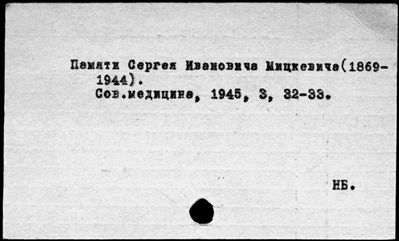 Памяти Сергея Ивановича Мицкевича(1869-
1944).
Сов.медицина, 1945, 3, 32-33.
НБ.